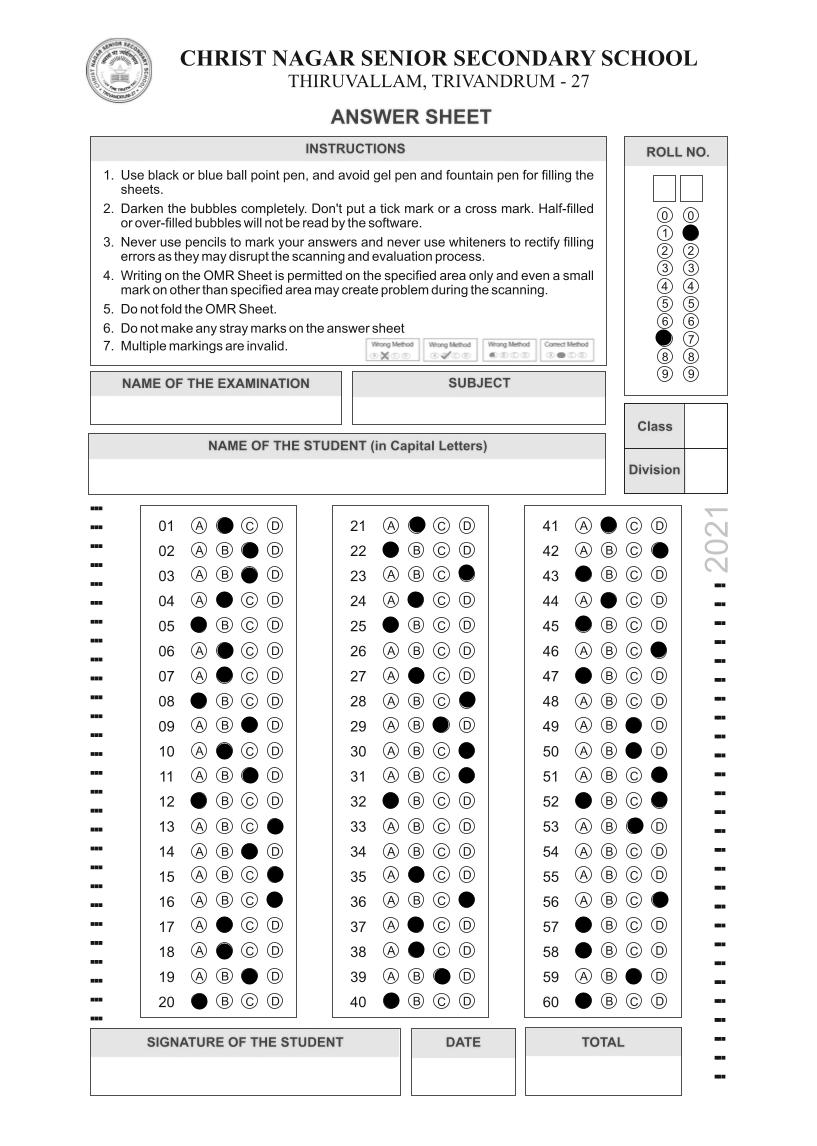 CHRIST NAGAR SENIOR SECONDARY SCHOOL
THIRUVALLAM, TRIVANDRUM - 27
ANSWER SHEET
INSTRUCTIONS
1. Use black or blue ball point pen, and avoid gel pen and fountain pen for filling the
sheets.
2. Darken the bubbles completely. Don't put a tick mark or a cross mark. Half-filled
or over-filled bubbles will not be read by the software.
3. Never use pencils to mark your answers and never use whiteners to rectify filling
errors as they may disrupt the scanning and evaluation process.
4. Writing on the OMR Sheet is permitted on the specified area only and even a small
mark on other than specified area may create problem during the scanning.
5. Do not fold the OMR Sheet.
6. Do not make any stray marks on the answer sheet
7. Multiple markings are invalid.
Wrong Method Wrong Method Wrong Method Correct Method
ROLL NO.
0 0
1
2 2
3 3
4 4
5 5
6 6
7
8 8
9 9
NAME OF THE EXAMINATION
SUBJECT
Class
Division
NAME OF THE STUDENT (in Capital Letters)
2021
01 A C D
02 A B D
03 A B D
04 A C D
05 B C D
06 A C D
07 A C D
08 B C D
09 A B D
10 A C D
11 A B D
12 B C D
13 A B C
14 A B D
15 A B C
16 A B C
17 A C D
18 A C D
19 A B D
20 B C D
21 A C D
22 B C D
23 A B C
24 A C D
25 B C D
26 A B C D
27 A C D
28 A B C
29 A B D
30 A B C
31 A B C
32 B C D
33 A B C D
34 A B C D
35 A C D
36 A B C
37 A C D
38 A C D
39 A B D
40 B C D
41 A C D
42 A B C
43 B C D
44 A C D
45 B C D
46 A B C
47 B C D
48 A B C D
49 A B D
50 A B D
51 A B C
52 B C
53 A B D
54 A B C D
55 A B C D
56 A B C
57 B C D
58 B C D
59 A B D
60 B C D
SIGNATURE OF THE STUDENT
DATE
TOTAL